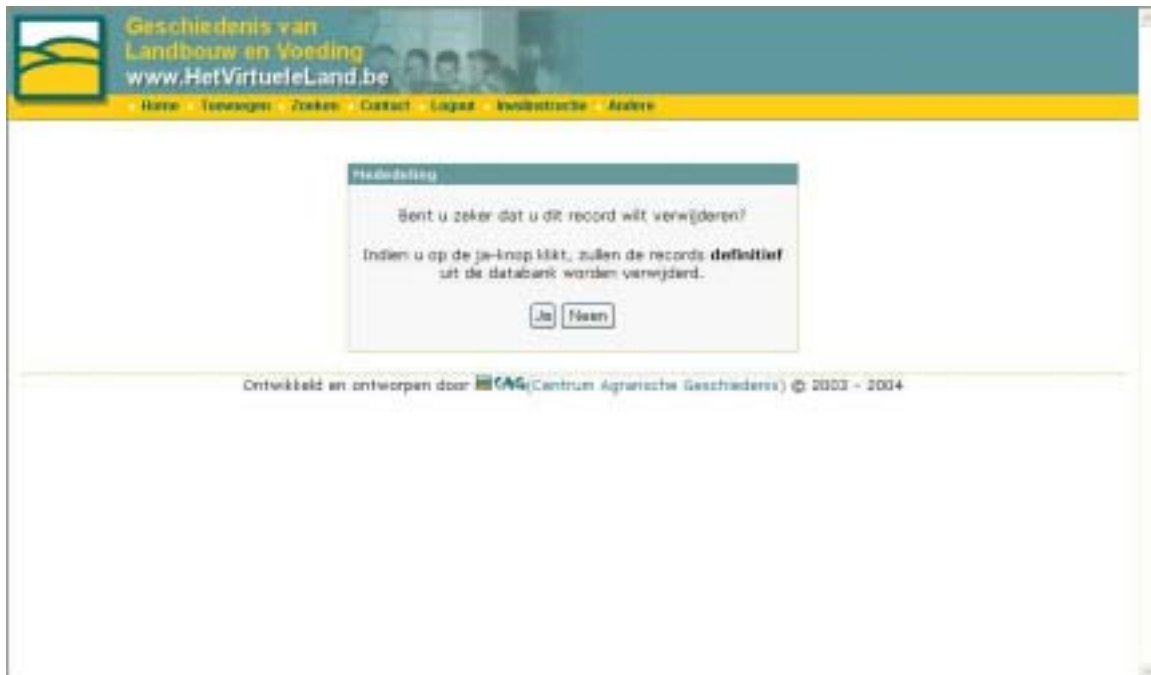 Geschiedenis van
Landbouw en Voeding
www.HetVirtueleLand.be
Home Toevoegen Zoeken Contact Logout Invulinstructie Andere
Mededeling
Bent u zeker dat u dit record wilt verwijderen?
Indien u op de ja-knop klikt, zullen de records definitief
uit de databank worden verwijderd.
Ja Neen
Ontwikkeld en ontworpen door CAG (Centrum Agrarische Geschiedenis) © 2003 - 2004